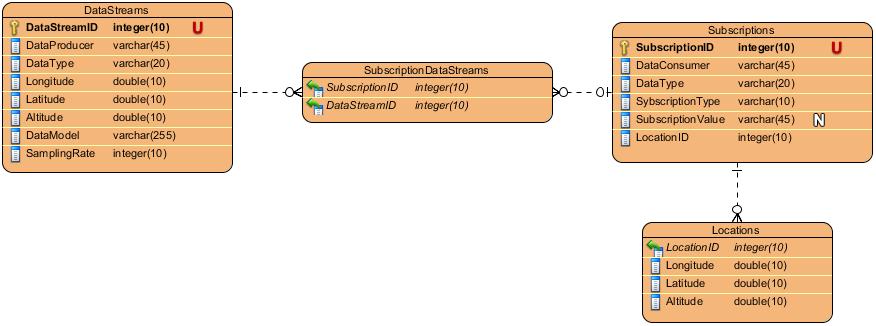 DataStreams
DataStreamID integer(10) U
DataProducer varchar(45)
DataType varchar(20)
Longitude double(10)
Latitude double(10)
Altitude double(10)
DataModel varchar(255)
SamplingRate integer(10)
SubscriptionDataStreams
SubscriptionID integer(10)
DataStreamID integer(10)
Subscriptions
SubscriptionID integer(10) U
DataConsumer varchar(45)
DataType varchar(20)
SybscriptionType varchar(10)
SubscriptionValue varchar(45) N
LocationID integer(10)
Locations
LocationID integer(10)
Longitude double(10)
Latitude double(10)
Altitude double(10)